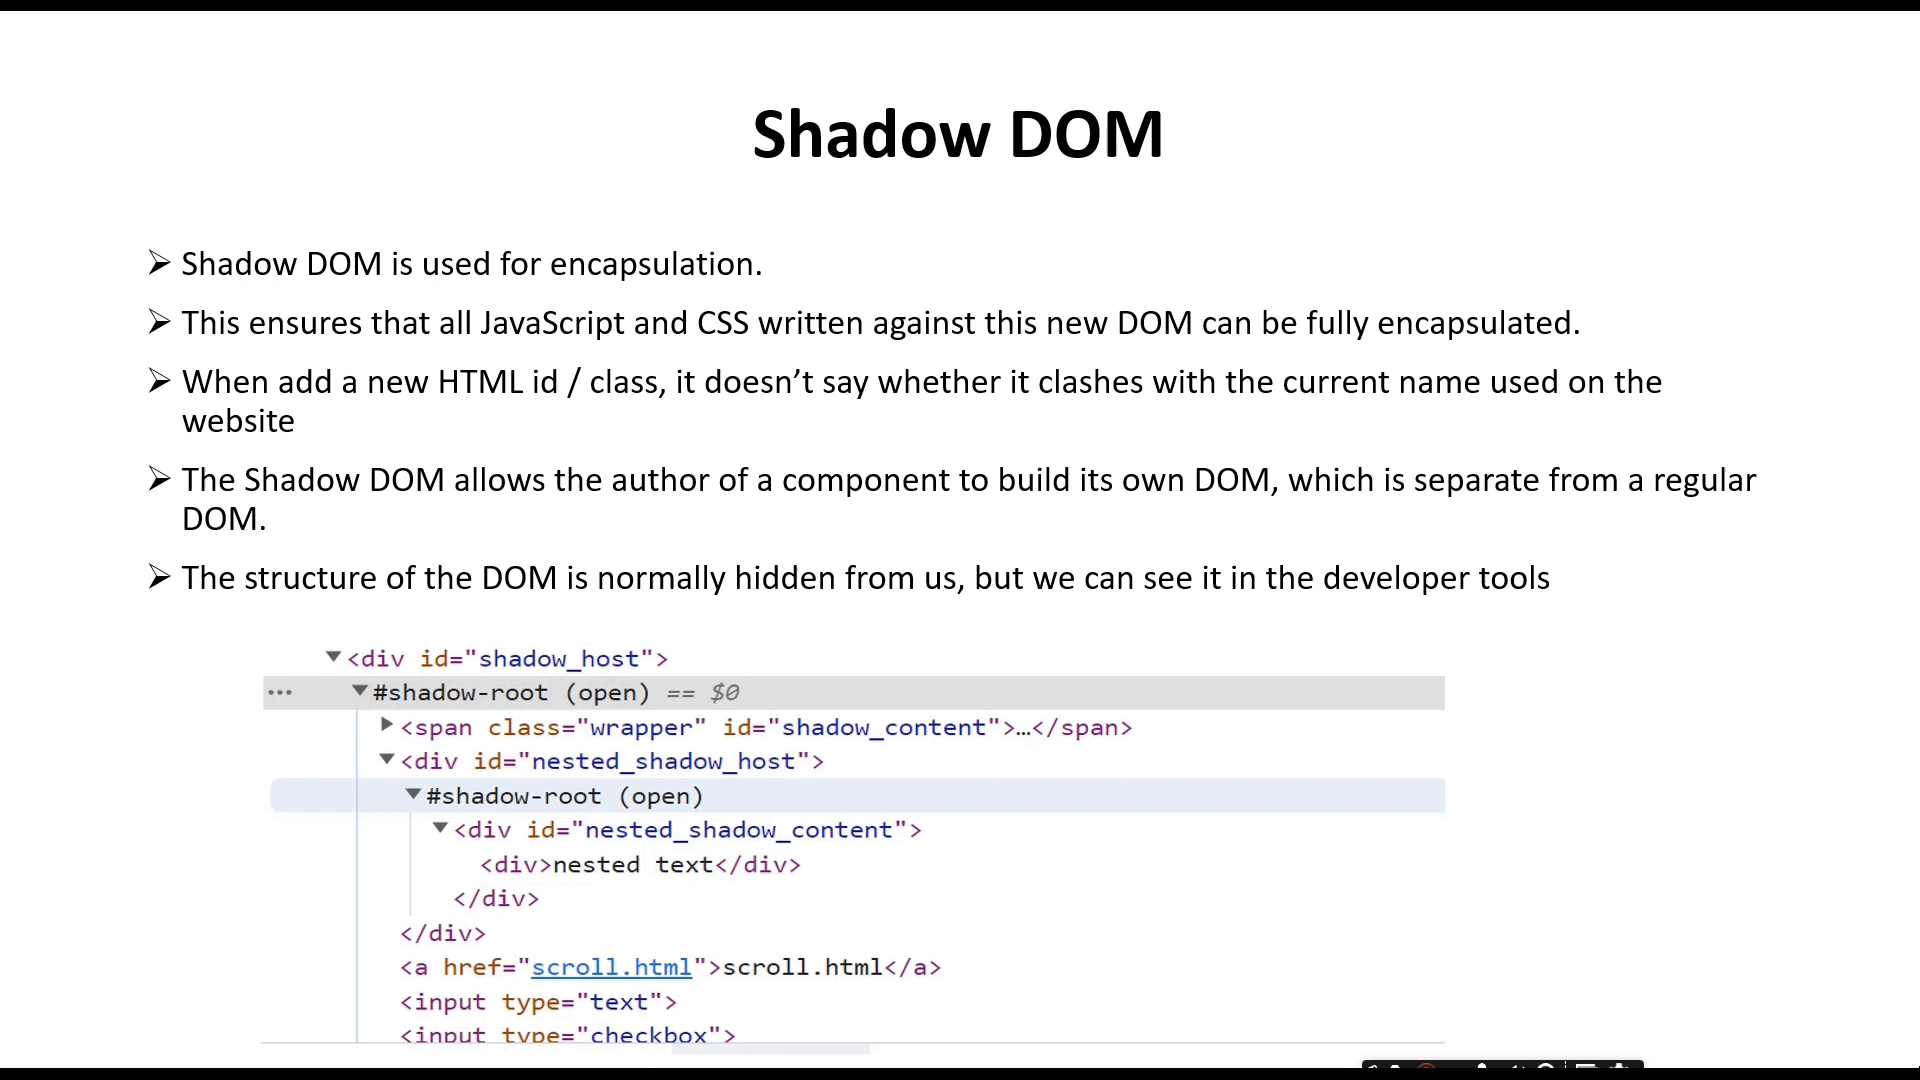 Shadow DOM
➢ Shadow DOM is used for encapsulation.
➢ This ensures that all JavaScript and CSS written against this new DOM can be fully encapsulated.
➢ When add a new HTML id / class, it doesn’t say whether it clashes with the current name used on the
website
➢ The Shadow DOM allows the author of a component to build its own DOM, which is separate from a regular
DOM.
➢ The structure of the DOM is normally hidden from us, but we can see it in the developer tools
▼<div id="shadow_host">
... ▼#shadow-root (open) == $0
▶<span class="wrapper" id="shadow_content">…</span>
▼<div id="nested_shadow_host">
▼#shadow-root (open)
▼<div id="nested_shadow_content">
<div>nested text</div>
</div>
</div>
<a href="scroll.html">scroll.html</a>
<input type="text">
<input type="checkbox">